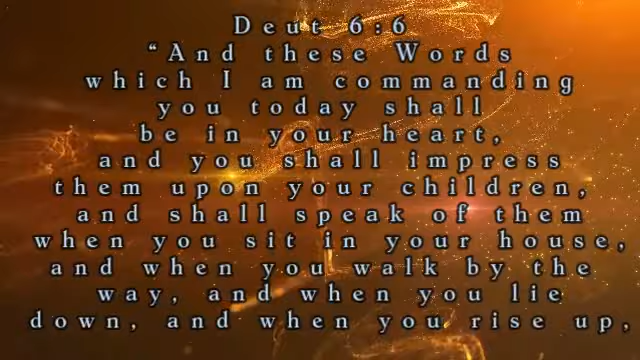 Deut 6:6
“And these Words
which I am commanding
you today shall
be in your heart,
and you shall impress
them upon your children,
and shall speak of them
when you sit in your house,
and when you walk by the
way, and when you lie
down, and when you rise up,